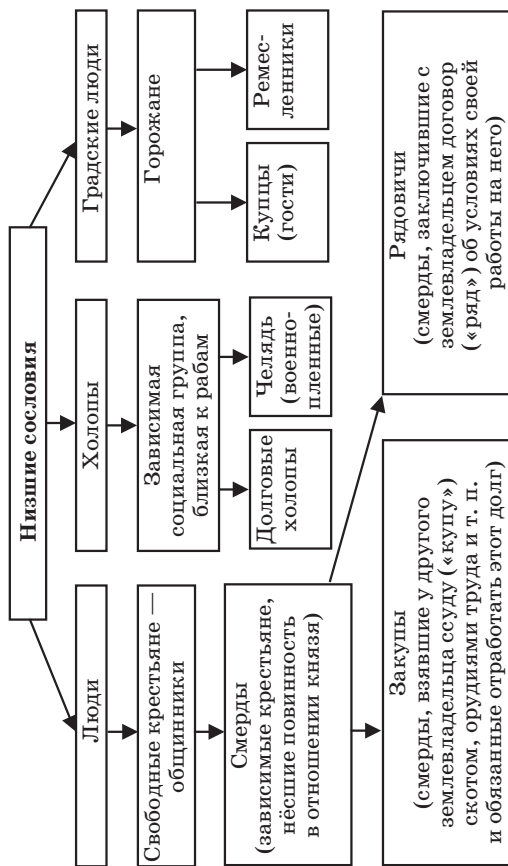 Низшие сословия
Люди
Холопы
Градские люди
Свободные крестьяне —
общинники
Зависимая
социальная группа,
близкая к рабам
Горожане
Смерды
(зависимые крестьяне,
нёсшие повинность
в отношении князя)
Долговые
холопы
Челядь
(военно-
пленные)
Купцы
(гости)
Ремес-
ленники
Закупы
(смерды, взявшие у другого
землевладельца ссуду («купу»)
скотом, орудиями труда и т. п.
и обязанные отработать этот долг)
Рядовичи
(смерды, заключившие с
землевладельцем договор
(«ряд») об условиях своей
работы на него)